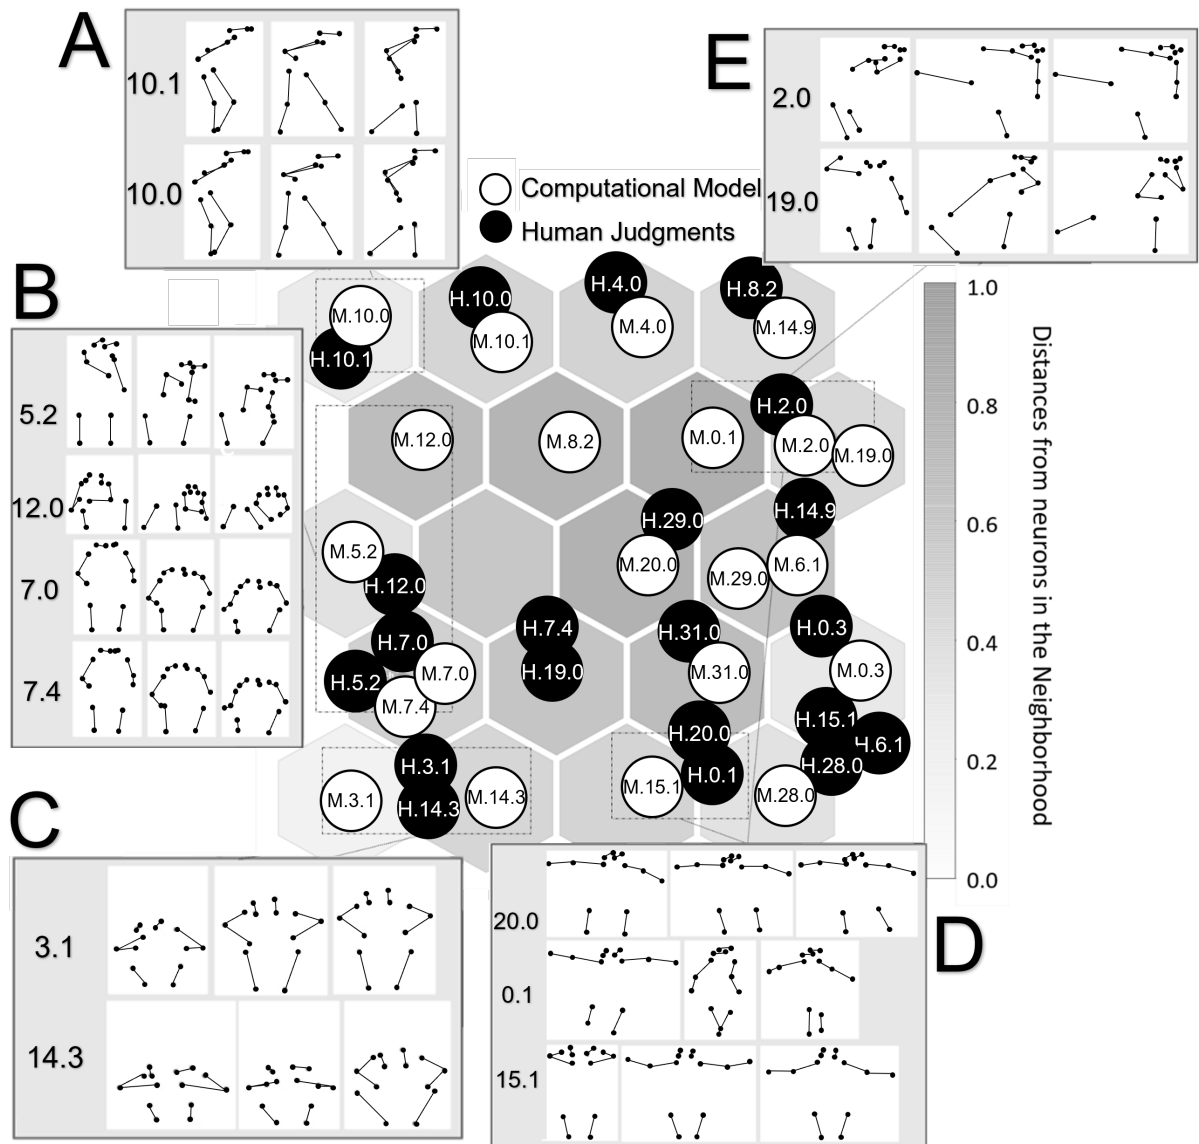 A
10.1
10.0
E
2.0
19.0
Computational Model
Human Judgments
B
5.2
12.0
7.0
7.4
M.10.0
H.10.1
H.10.0
M.10.1
H.4.0
M.4.0
H.8.2
M.14.9
M.12.0
M.8.2
M.0.1
H.2.0
M.2.0
M.19.0
M.5.2
H.12.0
H.29.0
M.20.0
H.14.9
M.29.0
M.6.1
H.7.0
H.5.2
M.7.0
M.7.4
H.7.4
H.19.0
H.31.0
M.31.0
H.0.3
M.0.3
H.15.1
H.6.1
H.28.0
M.28.0
H.3.1
M.3.1
H.14.3
M.14.3
H.20.0
M.15.1
H.0.1
1.0
0.8
0.6
0.4
0.2
0.0
Distances from neurons in the Neighborhood
C
3.1
14.3
D
20.0
0.1
15.1